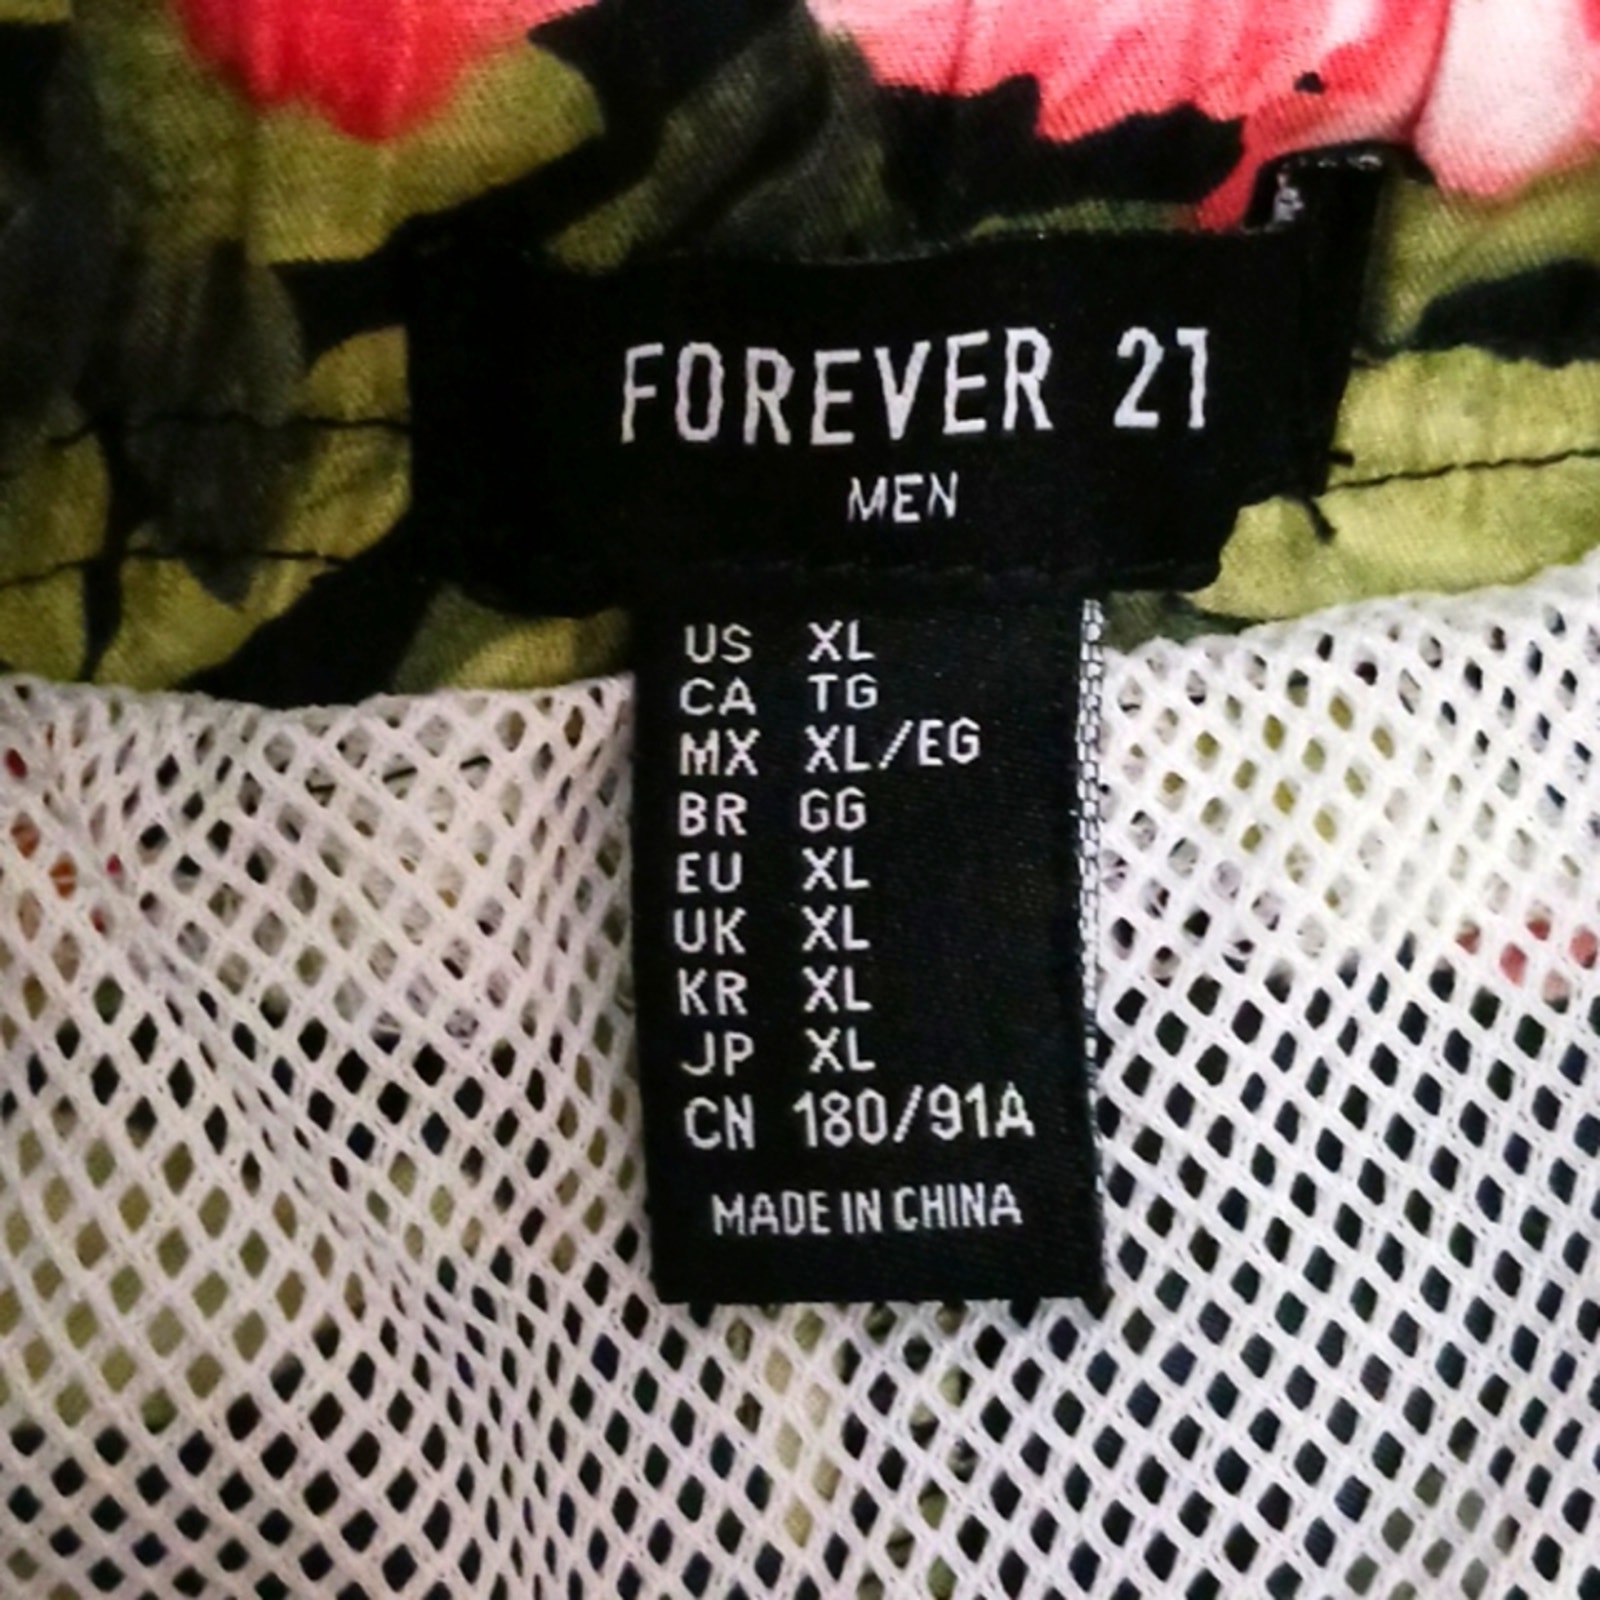 FOREVER 21
MEN
US XL
CA TG
MX XL/EG
BR GG
EU XL
UK XL
KR XL
JP XL
CN 180/91A
MADE IN CHINA